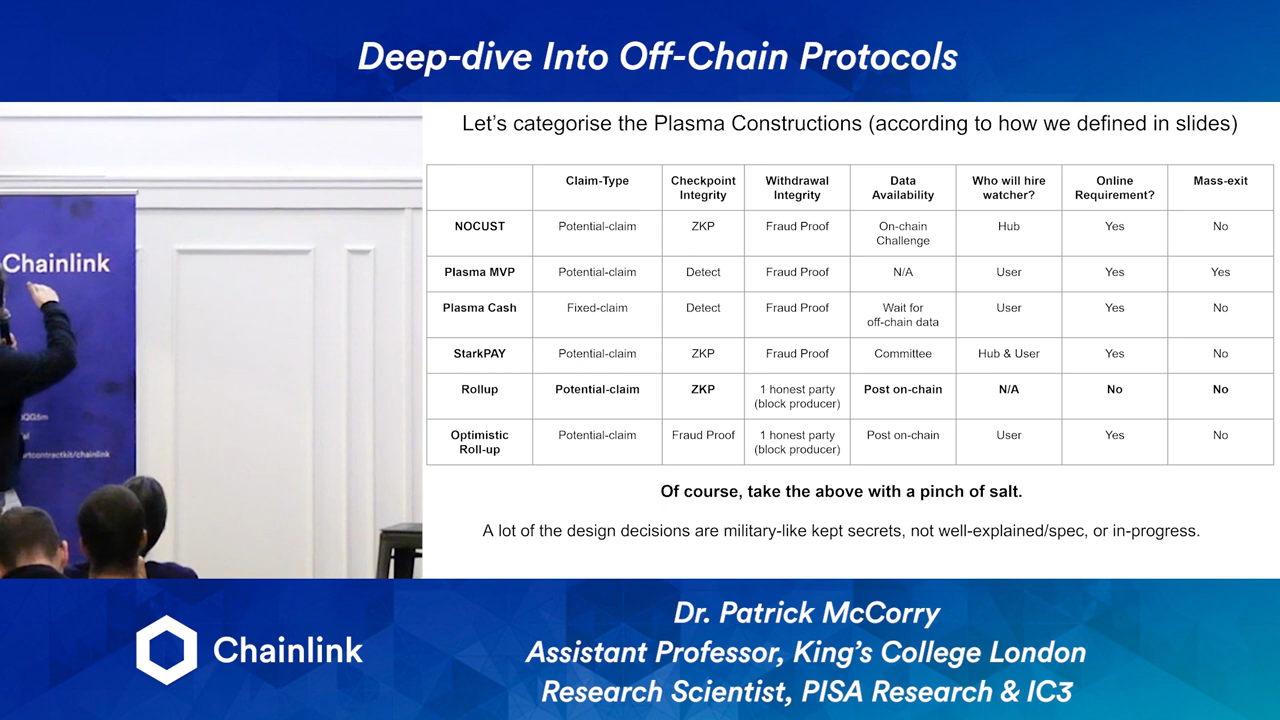 Deep-dive Into Off-Chain Protocols
Let's categorise the Plasma Constructions (according to how we defined in slides)
Claim-Type Checkpoint Integrity Withdrawal Integrity Data Availability Who will hire watcher? Online Requirement? Mass-exit
NOCUST Potential-claim ZKP Fraud Proof On-chain Challenge Hub Yes No
Plasma MVP Potential-claim Detect Fraud Proof N/A User Yes Yes
Plasma Cash Fixed-claim Detect Fraud Proof Wait for off-chain data User Yes No
StarkPAY Potential-claim ZKP Fraud Proof Committee Hub & User Yes No
Rollup Potential-claim ZKP 1 honest party (block producer) Post on-chain N/A No No
Optimistic Roll-up Potential-claim Fraud Proof 1 honest party (block producer) Post on-chain User Yes No
Of course, take the above with a pinch of salt.
A lot of the design decisions are military-like kept secrets, not well-explained/spec, or in-progress.
Chainlink
Chainlink
Dr. Patrick McCorry
Assistant Professor, King's College London
Research Scientist, PISA Research & IC3